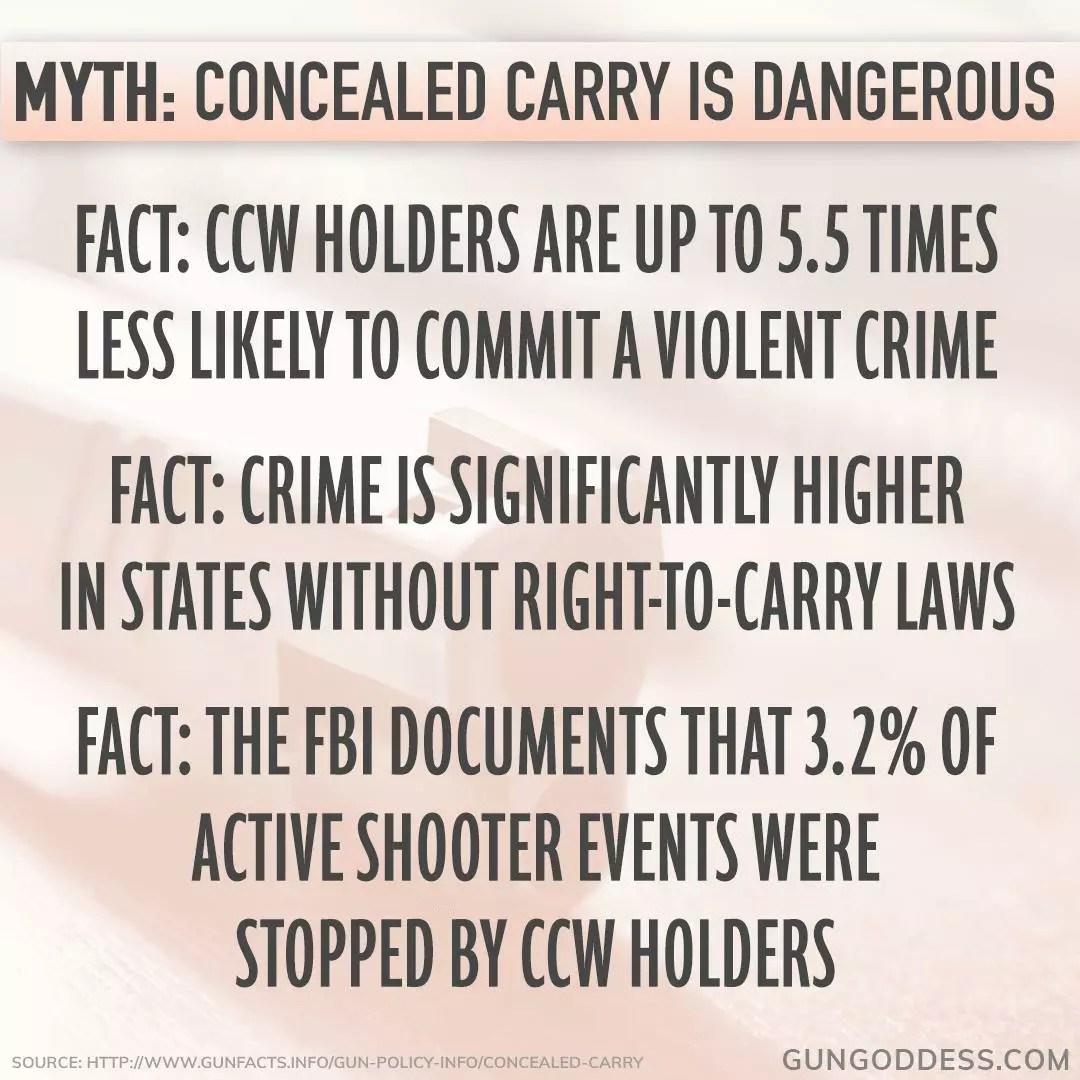 MYTH: CONCEALED CARRY IS DANGEROUS
FACT: CCW HOLDERS ARE UP TO 5.5 TIMES
LESS LIKELY TO COMMIT A VIOLENT CRIME
FACT: CRIME IS SIGNIFICANTLY HIGHER
IN STATES WITHOUT RIGHT-TO-CARRY LAWS
FACT: THE FBI DOCUMENTS THAT 3.2% OF
ACTIVE SHOOTER EVENTS WERE
STOPPED BY CCW HOLDERS
SOURCE: HTTP://WWW.GUNFACTS.INFO/GUN-POLICY-INFO/CONCEALED-CARRY
GUNGODDESS.COM